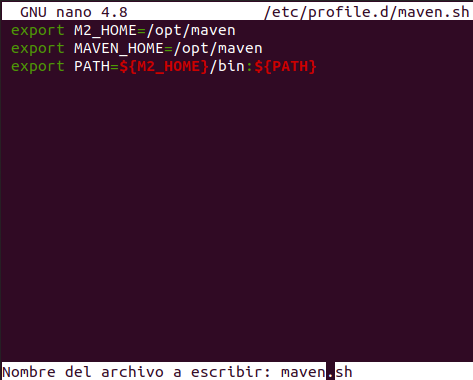 GNU nano 4.8 /etc/profile.d/maven.sh
export M2_HOME=/opt/maven
export MAVEN_HOME=/opt/maven
export PATH=${M2_HOME}/bin:${PATH}
Nombre del archivo a escribir: maven.sh